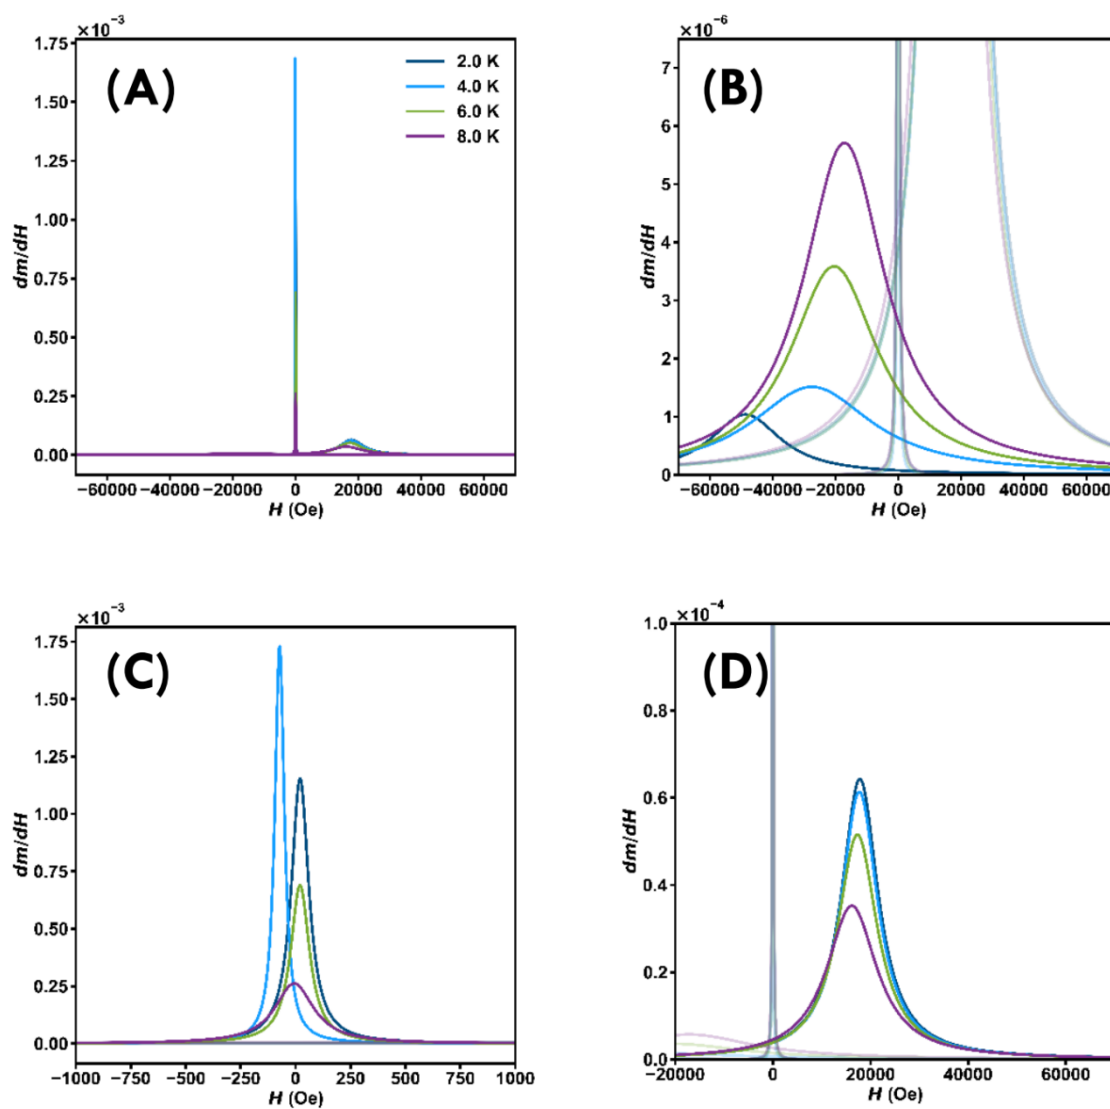 ×10⁻³
(A)
2.0 K
4.0 K
6.0 K
8.0 K
1.75
1.50
1.25
1.00
0.75
0.50
0.25
0.00
dm/dH
−60000 −40000 −20000 0 20000 40000 60000
H (Oe)
×10⁻⁶
(B)
7
6
5
4
3
2
1
0
dm/dH
−60000 −40000 −20000 0 20000 40000 60000
H (Oe)
×10⁻³
(C)
1.75
1.50
1.25
1.00
0.75
0.50
0.25
0.00
dm/dH
−1000 −750 −500 −250 0 250 500 750 1000
H (Oe)
×10⁻⁴
(D)
1.0
0.8
0.6
0.4
0.2
0.0
dm/dH
−20000 0 20000 40000 60000
H (Oe)